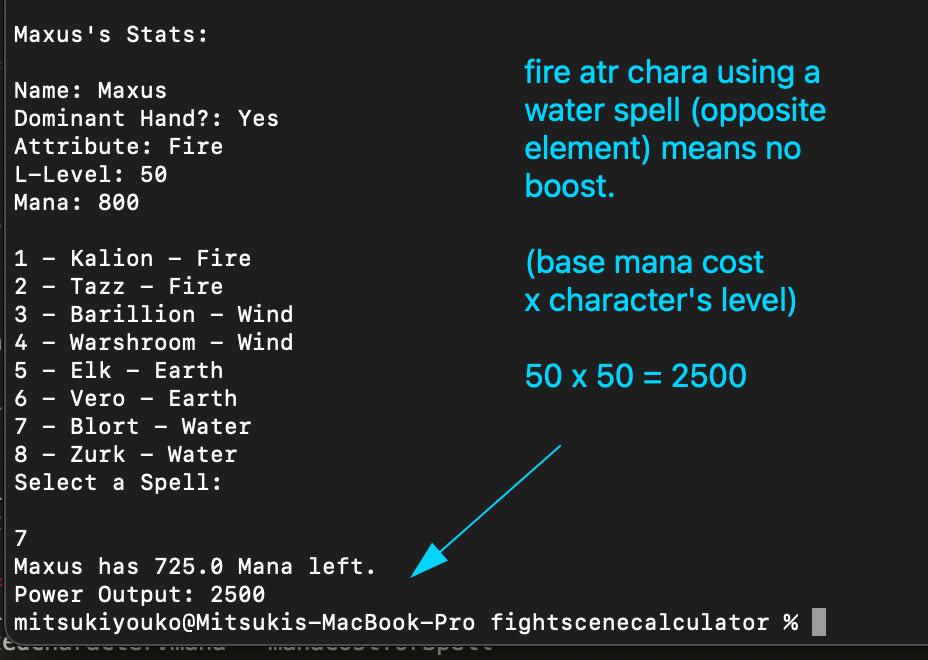 Maxus's Stats:
Name: Maxus
Dominant Hand?: Yes
Attribute: Fire
L-Level: 50
Mana: 800
1 - Kalion - Fire
2 - Tazz - Fire
3 - Barillion - Wind
4 - Warshroom - Wind
5 - Elk - Earth
6 - Vero - Earth
7 - Blort - Water
8 - Zurk - Water
Select a Spell:
7
Maxus has 725.0 Mana left.
Power Output: 2500
mitsukiyouko@Mitsukis-MacBook-Pro fightscenecalculator %
fire atr chara using a
water spell (opposite
element) means no
boost.
(base mana cost
x character's level)
50 x 50 = 2500